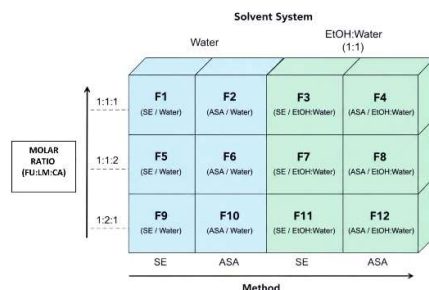 Solvent System
Water
EtOH:Water
(1:1)
1:1:1
F1
(SE / Water)
F2
(ASA / Water)
F3
(SE / EtOH:Water)
F4
(ASA / EtOH:Water)
MOLAR
RATIO
(FU:LM:CA)
1:1:2
F5
(SE / Water)
F6
(ASA / Water)
F7
(SE / EtOH:Water)
F8
(ASA / EtOH:Water)
1:2:1
F9
(SE / Water)
F10
(ASA / Water)
F11
(SE / EtOH:Water)
F12
(ASA / EtOH:Water)
SE
ASA
SE
ASA
Method